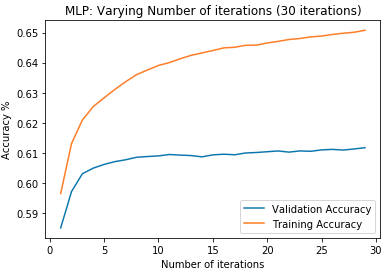 MLP: Varying Number of iterations (30 iterations)
Accuracy %
0.65
0.64
0.63
0.62
0.61
0.60
0.59
Validation Accuracy
Training Accuracy
0 5 10 15 20 25 30
Number of iterations